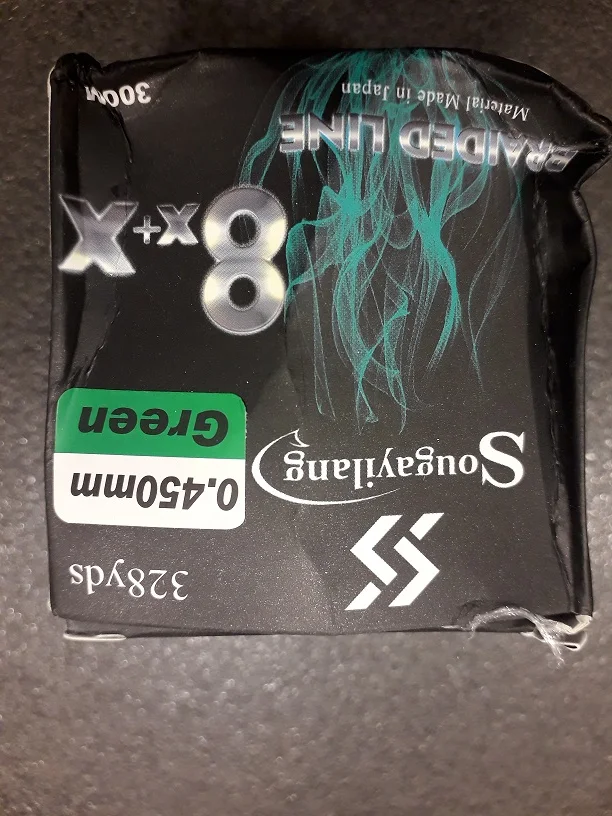 328yds
Sougayilang
0.450mm
Green
8X+X
BRAIDED LINE
Material Made in Japan
300M